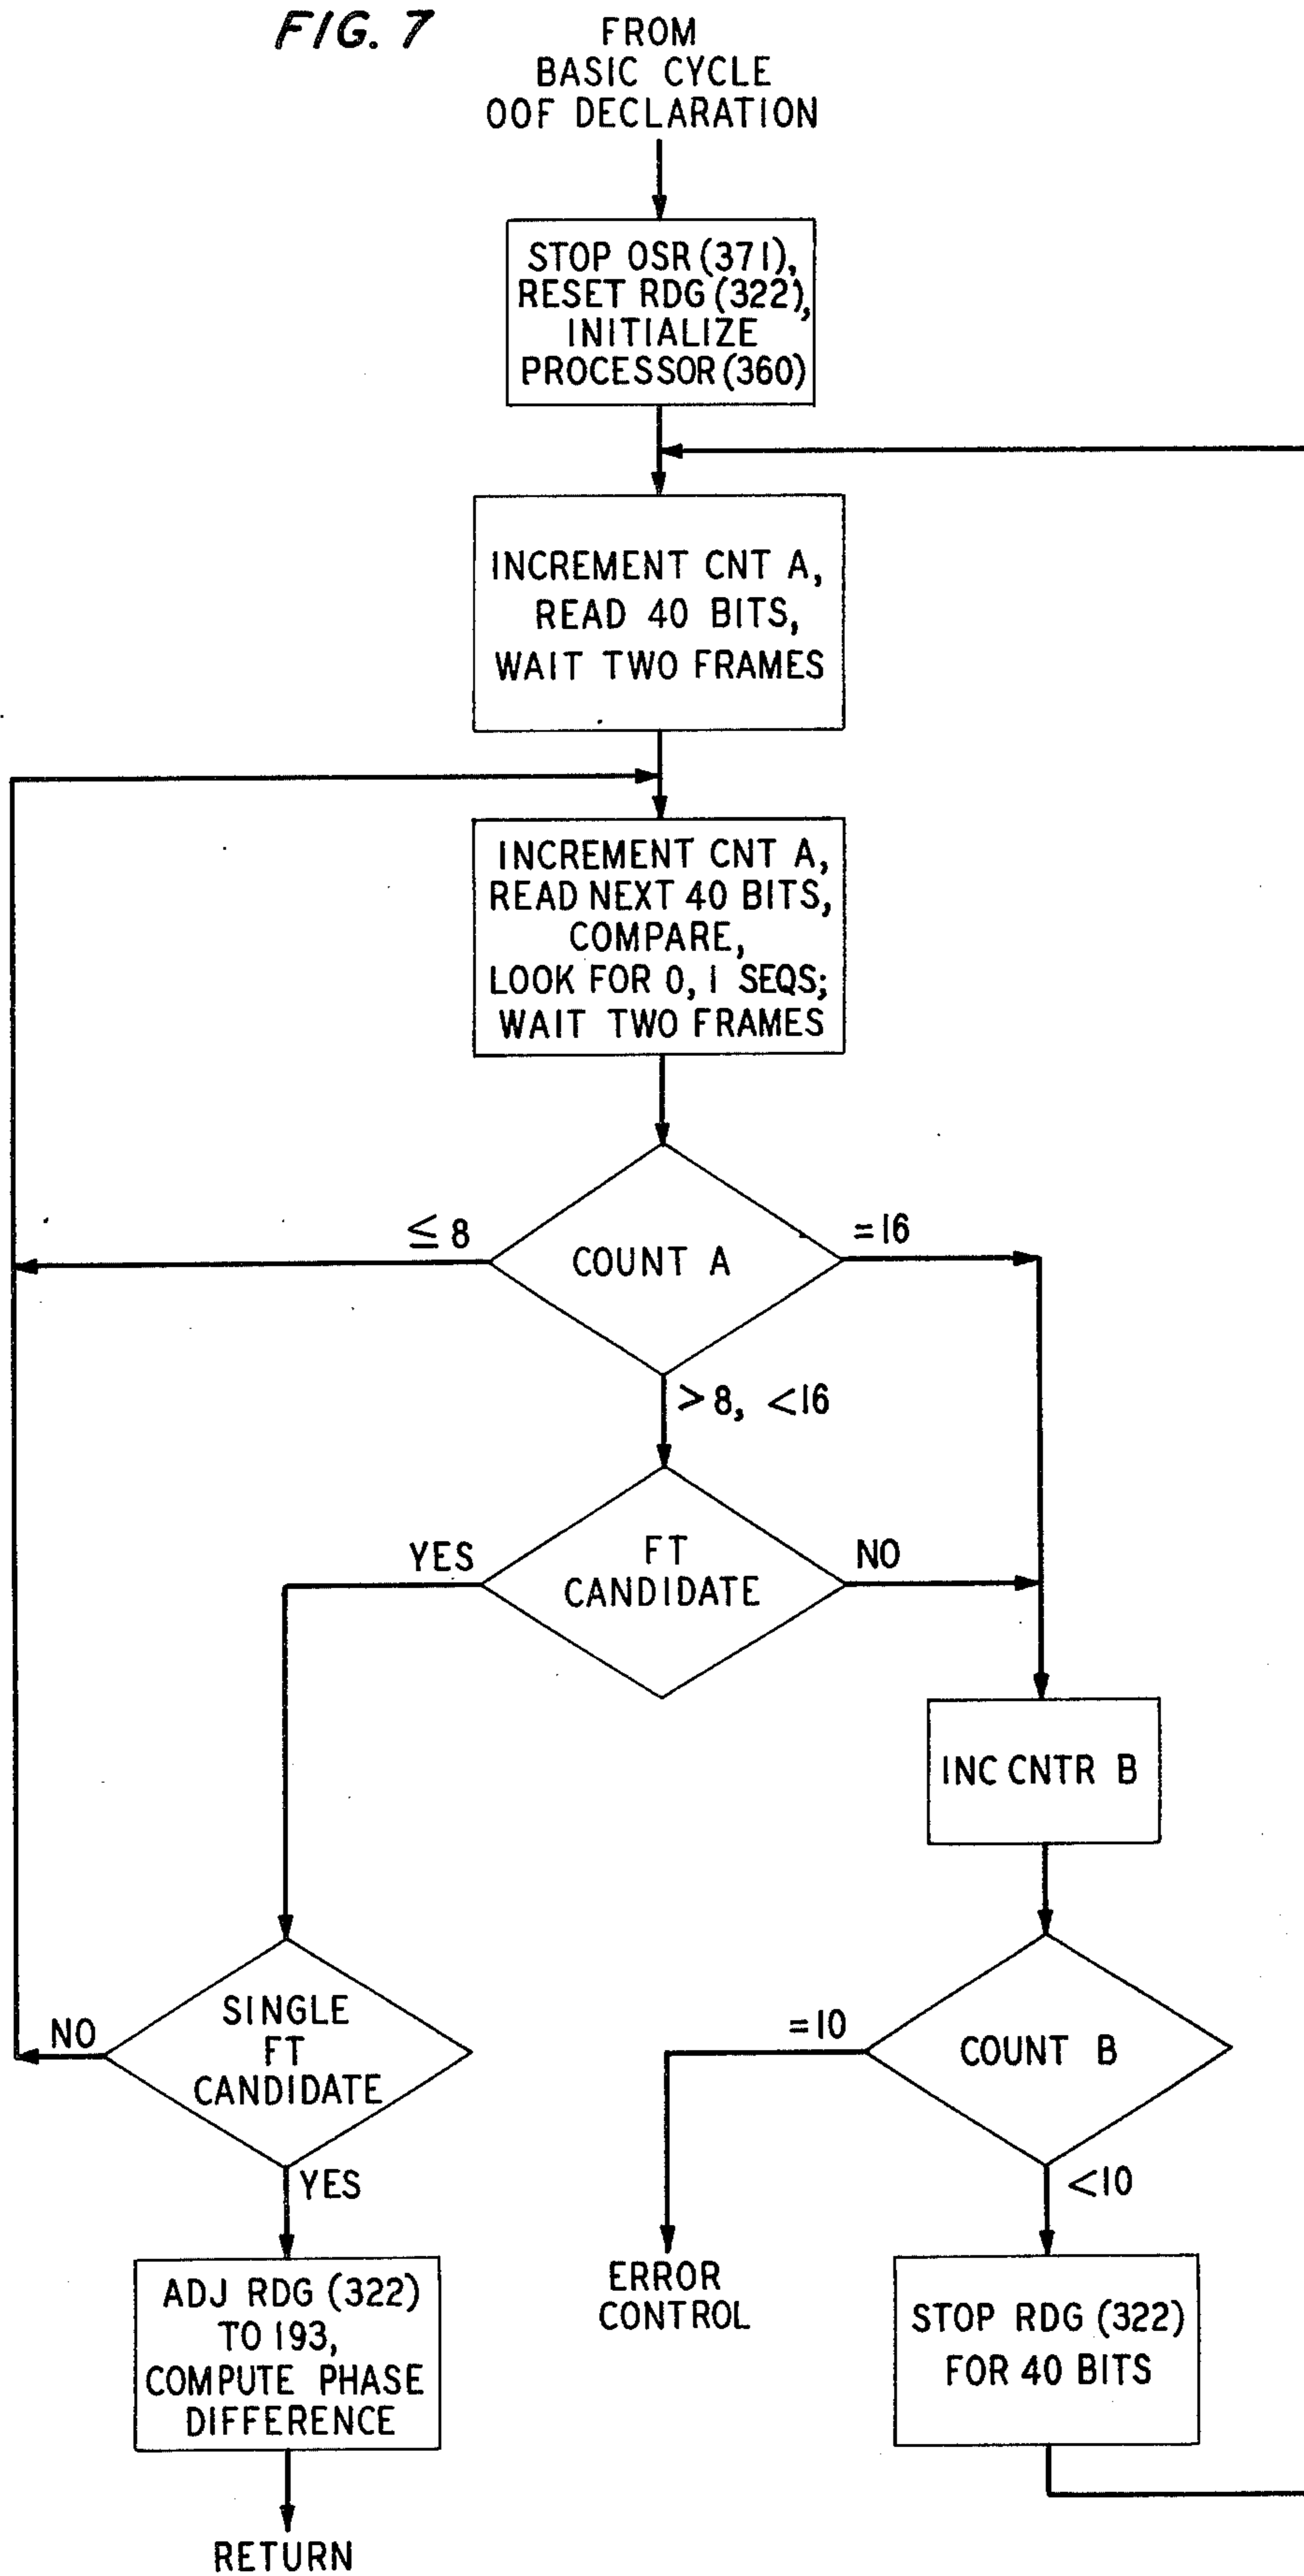 FIG. 7
FROM
BASIC CYCLE
OOF DECLARATION
STOP OSR (371),
RESET RDG (322),
INITIALIZE
PROCESSOR (360)
INCREMENT CNT A,
READ 40 BITS,
WAIT TWO FRAMES
INCREMENT CNT A,
READ NEXT 40 BITS,
COMPARE,
LOOK FOR 0, 1 SEQS;
WAIT TWO FRAMES
≤ 8
COUNT A
=16
>8, <16
YES
FT
CANDIDATE
NO
INC CNTR B
NO
SINGLE
FT
CANDIDATE
=10
COUNT B
YES
<10
ADJ RDG (322)
TO 193,
COMPUTE PHASE
DIFFERENCE
ERROR
CONTROL
STOP RDG (322)
FOR 40 BITS
RETURN